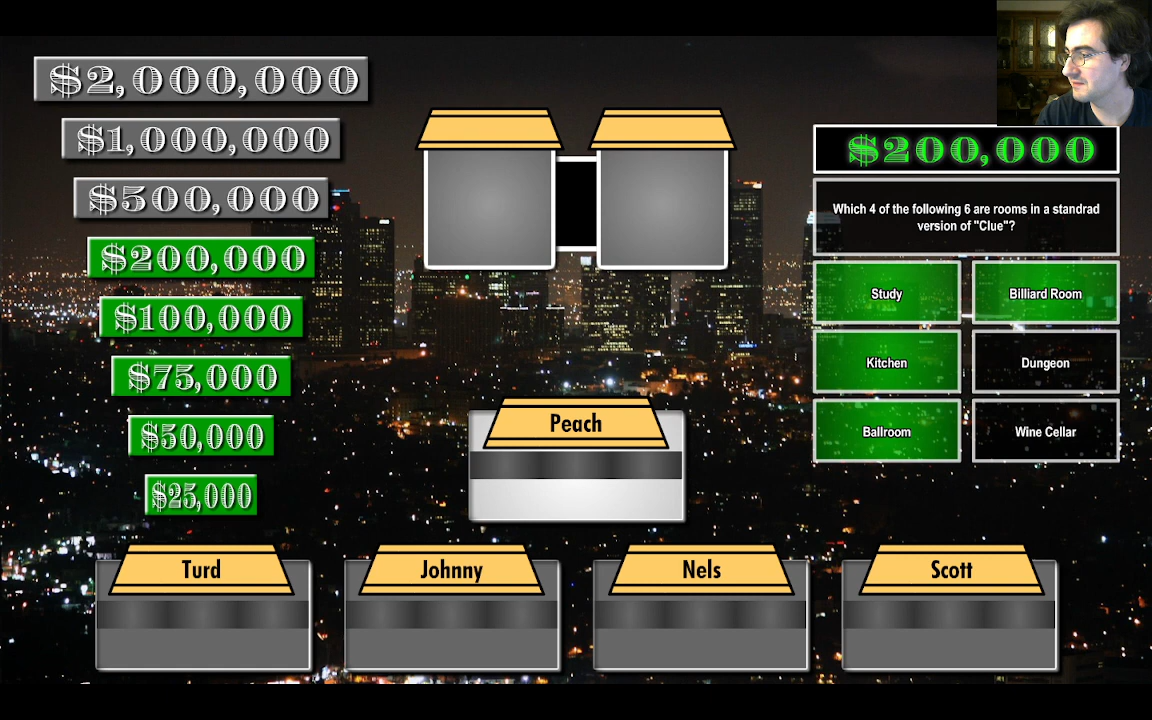 $2,000,000
$1,000,000
$500,000
$200,000
$100,000
$75,000
$50,000
$25,000
$200,000
Which 4 of the following 6 are rooms in a standrad
version of "Clue"?
Study
Billiard Room
Kitchen
Dungeon
Ballroom
Wine Cellar
Peach
Turd
Johnny
Nels
Scott